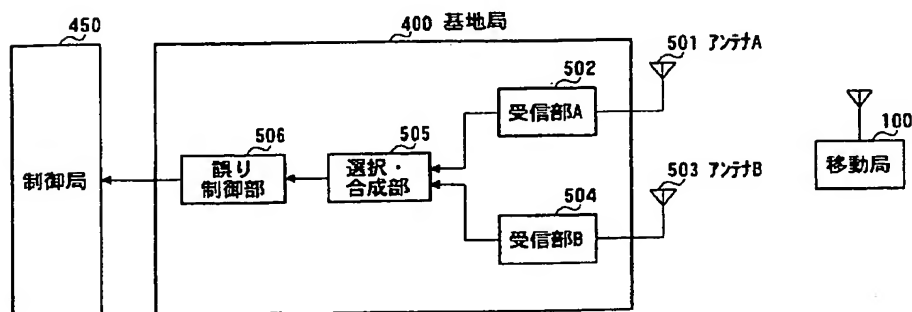 450
制御局
400 基地局
506
誤り
制御部
505
選択・
合成部
502
受信部A
504
受信部B
501 アンテナA
503 アンテナB
100
移動局